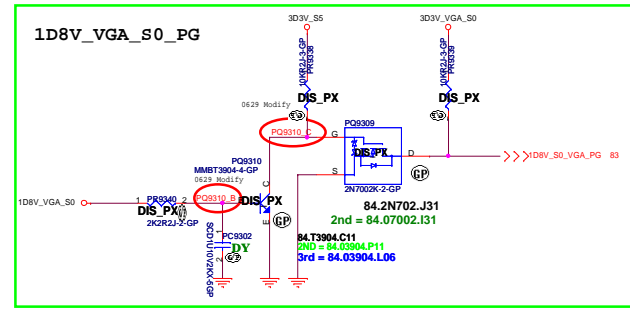 1D8V_VGA_S0_PG
3D3V_S5
3D3V_VGA_S0
10KR2J-3-GP
PR9338
10KR2J-3-GP
PR9339
DIS_PX
DIS_PX
0629 Modify
PQ9310_C
G
PQ9309
DIS_PX
D
S
GP
2N7002K-2-GP
1D8V_S0_VGA_PG 83
PQ9310
MMBT3904-4-GP
0629 Modify
C
1D8V_VGA_S0
1
PR9340
2
PQ9310_B
B
DIS_PX
DIS_PX
2K2R2J-2-GP
E
GP
84.2N702.J31
2nd = 84.07002.I31
PC9302
DY
1
2
SCD1U10V2KX-5GP
84.T3904.C11
2ND = 84.03904.P11
3rd = 84.03904.L06